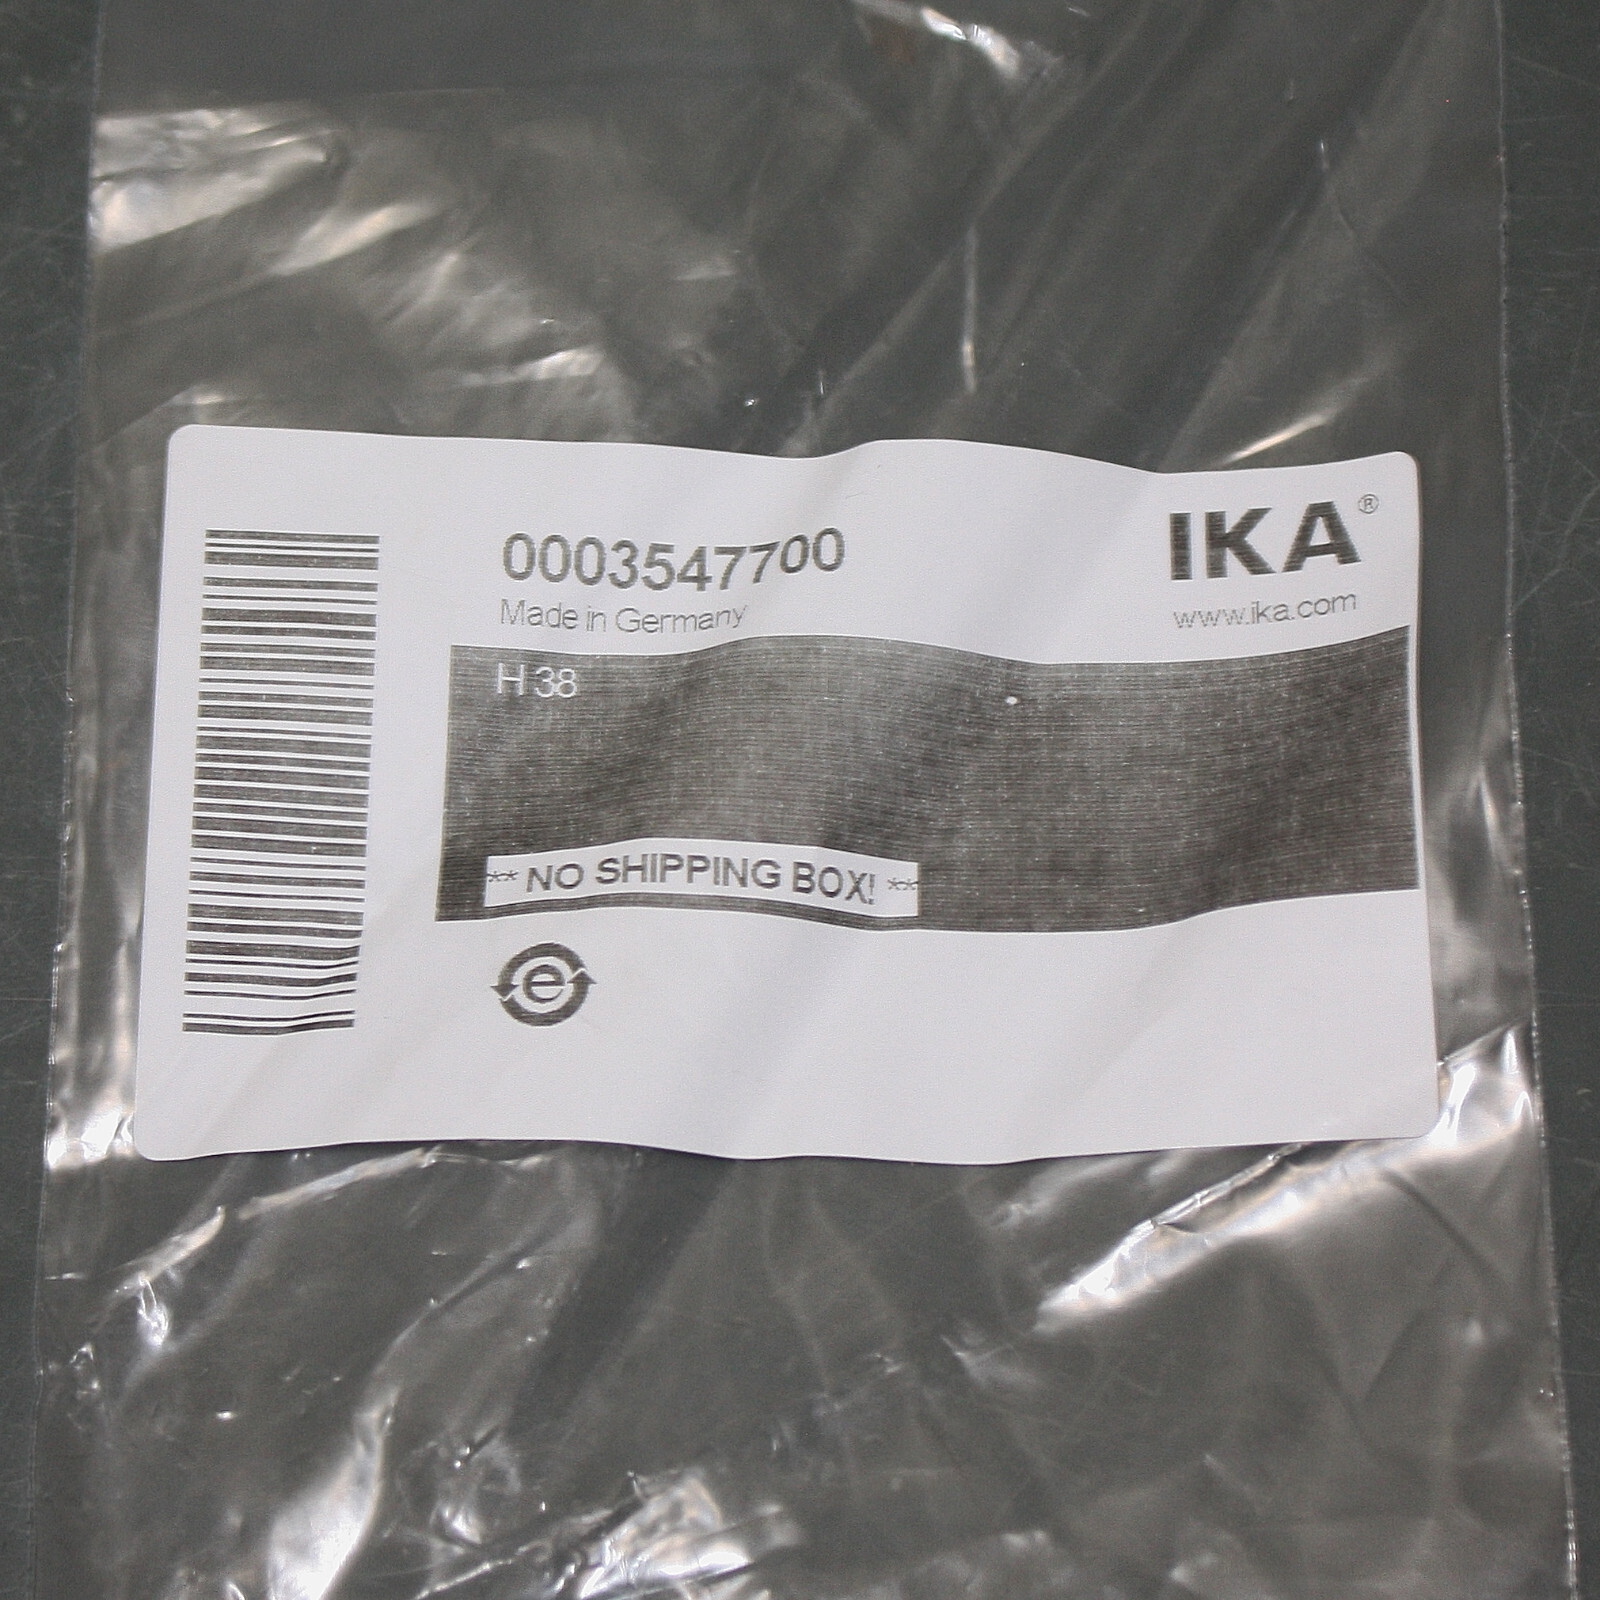 0003547700
Made in Germany
IKA®
www.ika.com
H 38
** NO SHIPPING BOX! **
e